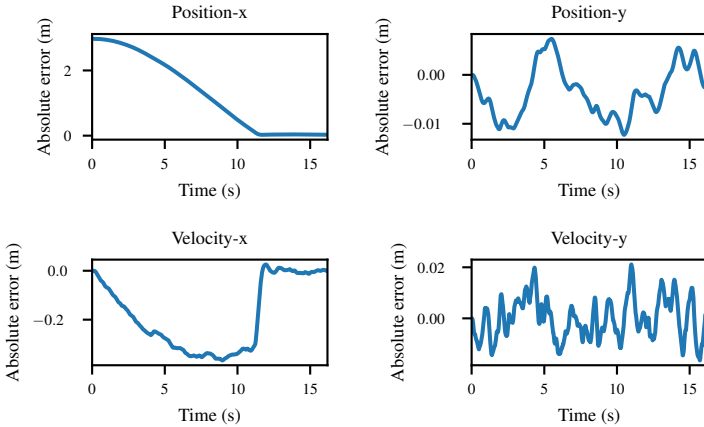 Position-x
Absolute error (m)
2
0
0
5
10
15
Time (s)
Position-y
Absolute error (m)
0.00
−0.01
0
5
10
15
Time (s)
Velocity-x
Absolute error (m)
0.0
−0.2
0
5
10
15
Time (s)
Velocity-y
Absolute error (m)
0.02
0.00
0
5
10
15
Time (s)